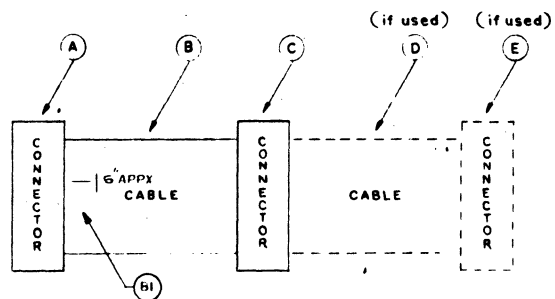 (if used) (if used)
A B C D E
CONNECTOR
6" APPX
CABLE
CONNECTOR
CABLE
CONNECTOR
B1